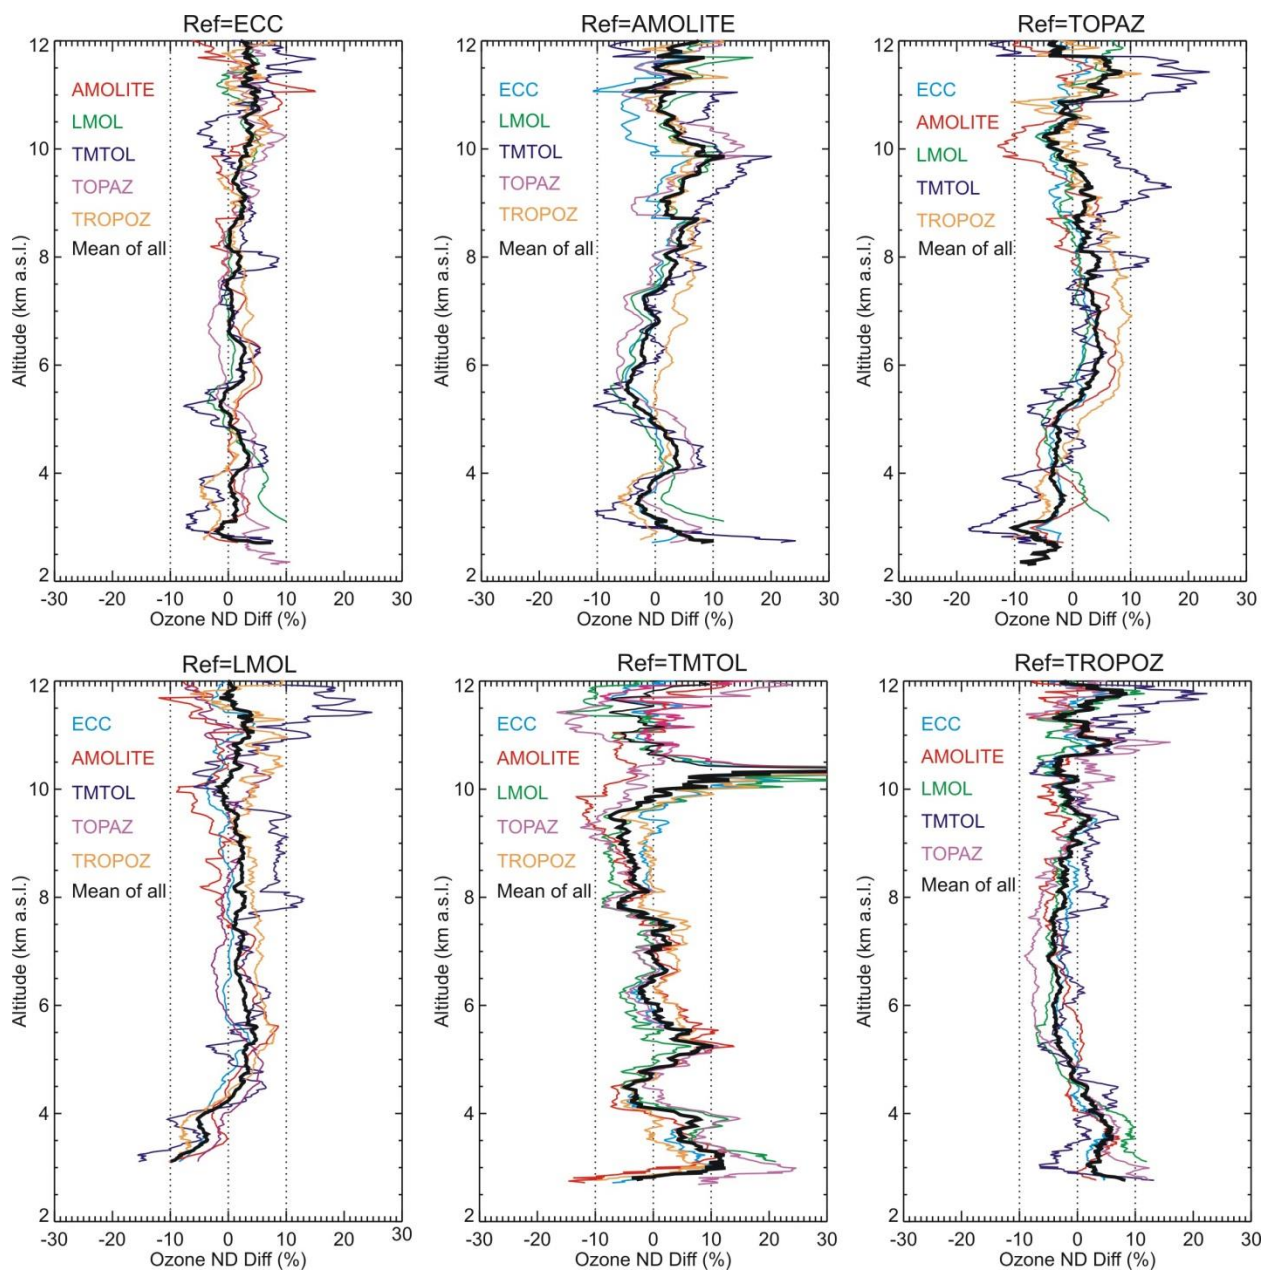 Ref=ECC
12
10
8
6
4
2
Altitude (km a.s.l.)
AMOLITE
LMOL
TMTOL
TOPAZ
TROPOZ
Mean of all
-30 -20 -10 0 10 20 30
Ozone ND Diff (%)
Ref=AMOLITE
12
10
8
6
4
2
Altitude (km a.s.l.)
ECC
LMOL
TMTOL
TOPAZ
TROPOZ
Mean of all
-30 -20 -10 0 10 20 30
Ozone ND Diff (%)
Ref=TOPAZ
12
10
8
6
4
2
Altitude (km a.s.l.)
ECC
AMOLITE
LMOL
TMTOL
TROPOZ
Mean of all
-30 -20 -10 0 10 20 30
Ozone ND Diff (%)
Ref=LMOL
12
10
8
6
4
2
Altitude (km a.s.l.)
ECC
AMOLITE
TMTOL
TOPAZ
TROPOZ
Mean of all
-30 -20 -10 0 10 20 30
Ozone ND Diff (%)
Ref=TMTOL
12
10
8
6
4
2
Altitude (km a.s.l.)
ECC
AMOLITE
LMOL
TOPAZ
TROPOZ
Mean of all
-30 -20 -10 0 10 20 30
Ozone ND Diff (%)
Ref=TROPOZ
12
10
8
6
4
2
Altitude (km a.s.l.)
ECC
AMOLITE
LMOL
TMTOL
TOPAZ
Mean of all
-30 -20 -10 0 10 20 30
Ozone ND Diff (%)